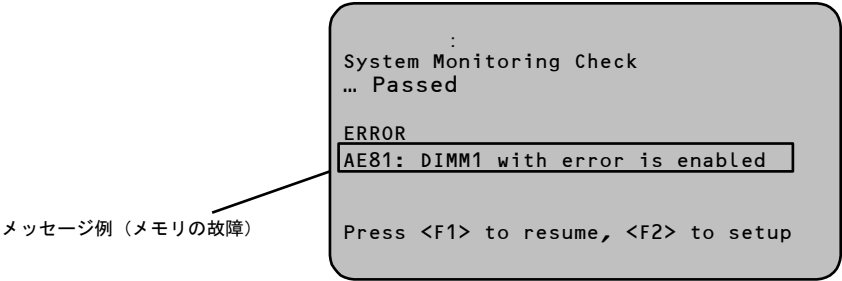 :
System Monitoring Check
… Passed
ERROR
AE81: DIMM1 with error is enabled
メッセージ例（メモリの故障）
Press <F1> to resume, <F2> to setup